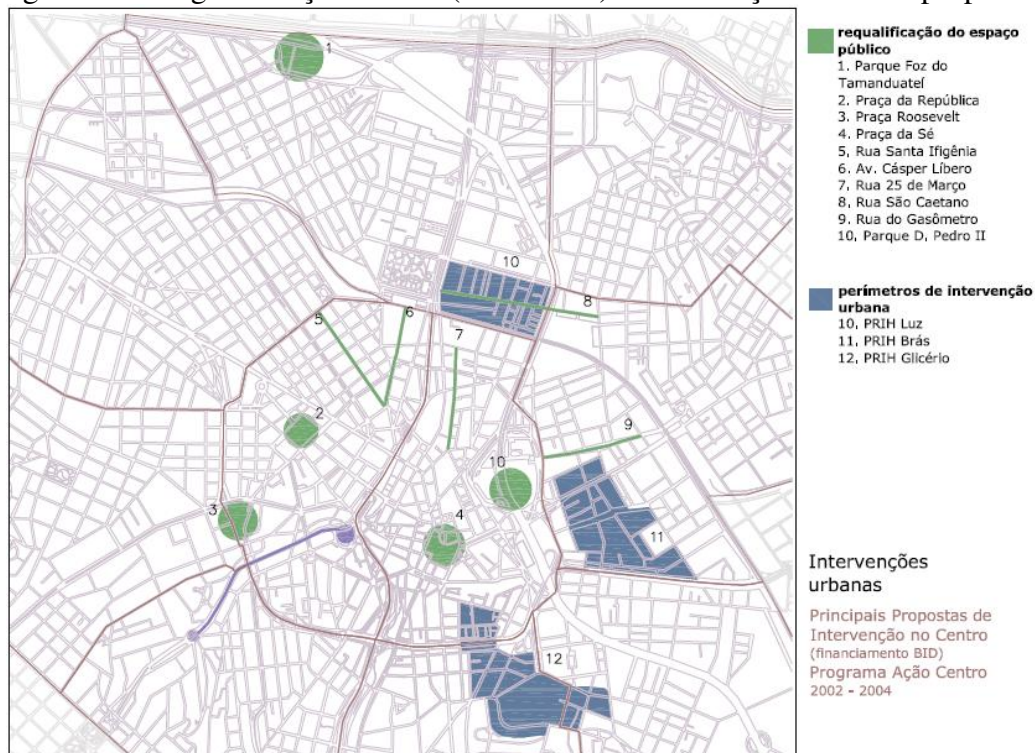 1
10
8
5
6
7
2
9
10
3
4
11
12
requalificação do espaço
público
1. Parque Foz do
Tamanduateí
2. Praça da República
3. Praça Roosevelt
4. Praça da Sé
5, Rua Santa Ifigênia
6. Av. Cásper Líbero
7. Rua 25 de Março
8, Rua São Caetano
9. Rua do Gasômetro
10, Parque D, Pedro II
perímetros de intervenção
urbana
10, PRIH Luz
11, PRIH Brás
12, PRIH Glicério
Intervenções
urbanas
Principais Propostas de
Intervenção no Centro
(financiamento BID)
Programa Ação Centro
2002 - 2004